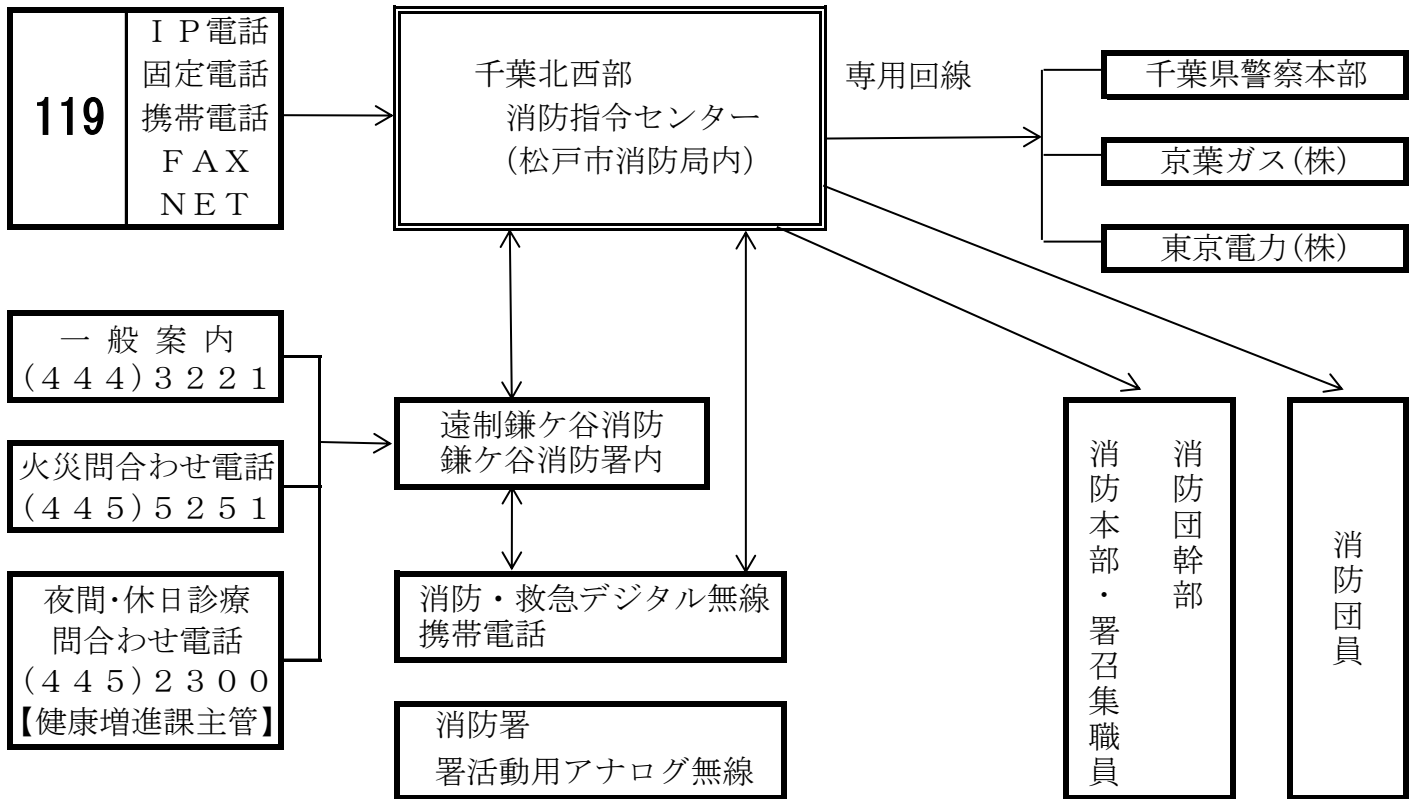 119
ＩＰ電話
固定電話
携帯電話
ＦＡＸ
ＮＥＴ
千葉北西部
消防指令センター
(松戸市消防局内)
専用回線
千葉県警察本部
京葉ガス(株)
東京電力(株)
一般案内
(４４４)３２２１
火災問合わせ電話
(４４５)５２５１
夜間･休日診療
問合わせ電話
(４４５)２３００
【健康増進課主管】
遠制鎌ケ谷消防
鎌ケ谷消防署内
消防・救急デジタル無線
携帯電話
消防署
署活動用アナログ無線
消防団幹部
消防本部・署召集職員
消防団員